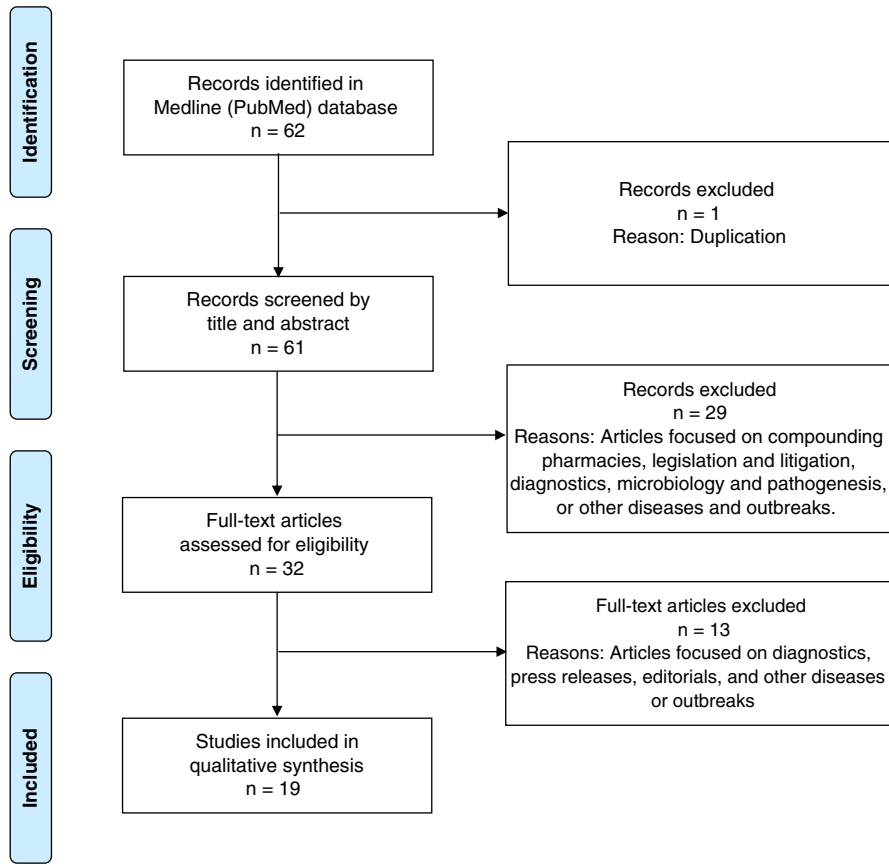 Identification
Records identified in
Medline (PubMed) database
n = 62
Records excluded
n = 1
Reason: Duplication
Screening
Records screened by
title and abstract
n = 61
Records excluded
n = 29
Reasons: Articles focused on compounding
pharmacies, legislation and litigation,
diagnostics, microbiology and pathogenesis,
or other diseases and outbreaks.
Eligibility
Full-text articles
assessed for eligibility
n = 32
Full-text articles excluded
n = 13
Reasons: Articles focused on diagnostics,
press releases, editorials, and other diseases
or outbreaks
Included
Studies included in
qualitative synthesis
n = 19